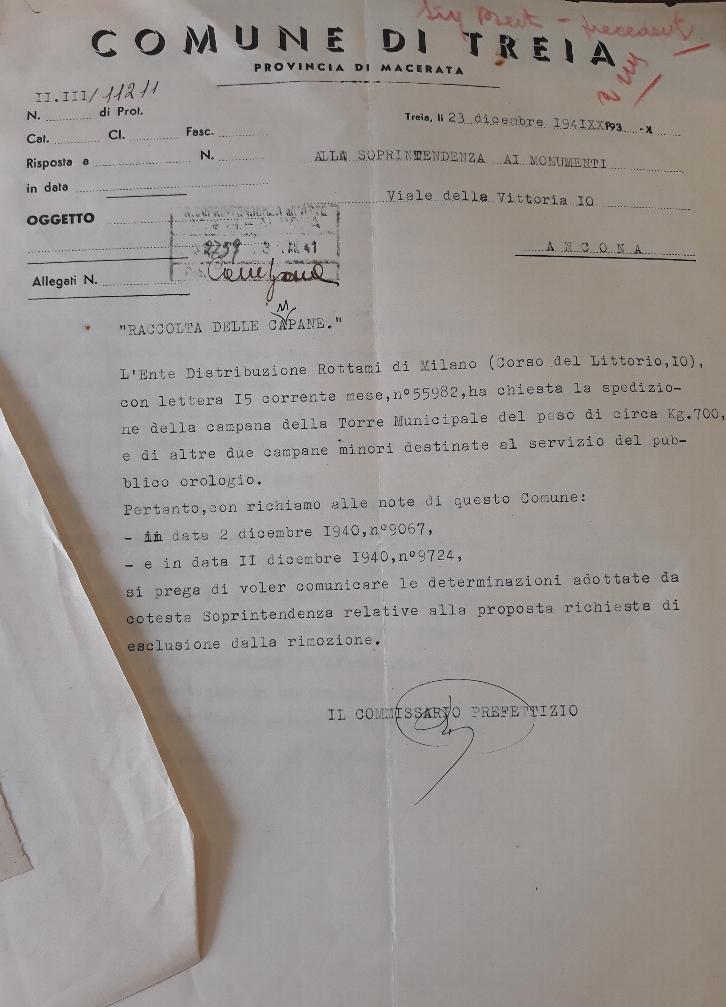 COMUNE DI TREIA
PROVINCIA DI MACERATA
II.III/11211
N. di Prot.
Cat. Cl. Fasc.
Risposta a N.
in data
OGGETTO
Allegati N.
Treia, li 23 dicembre I94IXX
ALLA SOPRINTENDENZA AI MONUMENTI
Viale della Vittoria IO
ANCONA
2759
41
"RACCOLTA DELLE CAMPANE."
L'Ente Distribuzione Rottami di Milano (Corso del Littorio,IO),
con lettera I5 corrente mese,n°55982,ha chiesta la spedizio-
ne della campana della Torre Municipale del peso di circa Kg.700,
e di altre due campane minori destinate al servizio del pub-
blico orologio.
Pertanto,con richiamo alle note di questo Comune:
- in data 2 dicembre I940,n°9067,
- e in data II dicembre I940,n°9724,
si prega di voler comunicare le determinazioni adottate da
cotesta Soprintendenza relative alla proposta richiesta di
esclusione dalla rimozione.
IL COMMISSARIO PREFETTIZIO